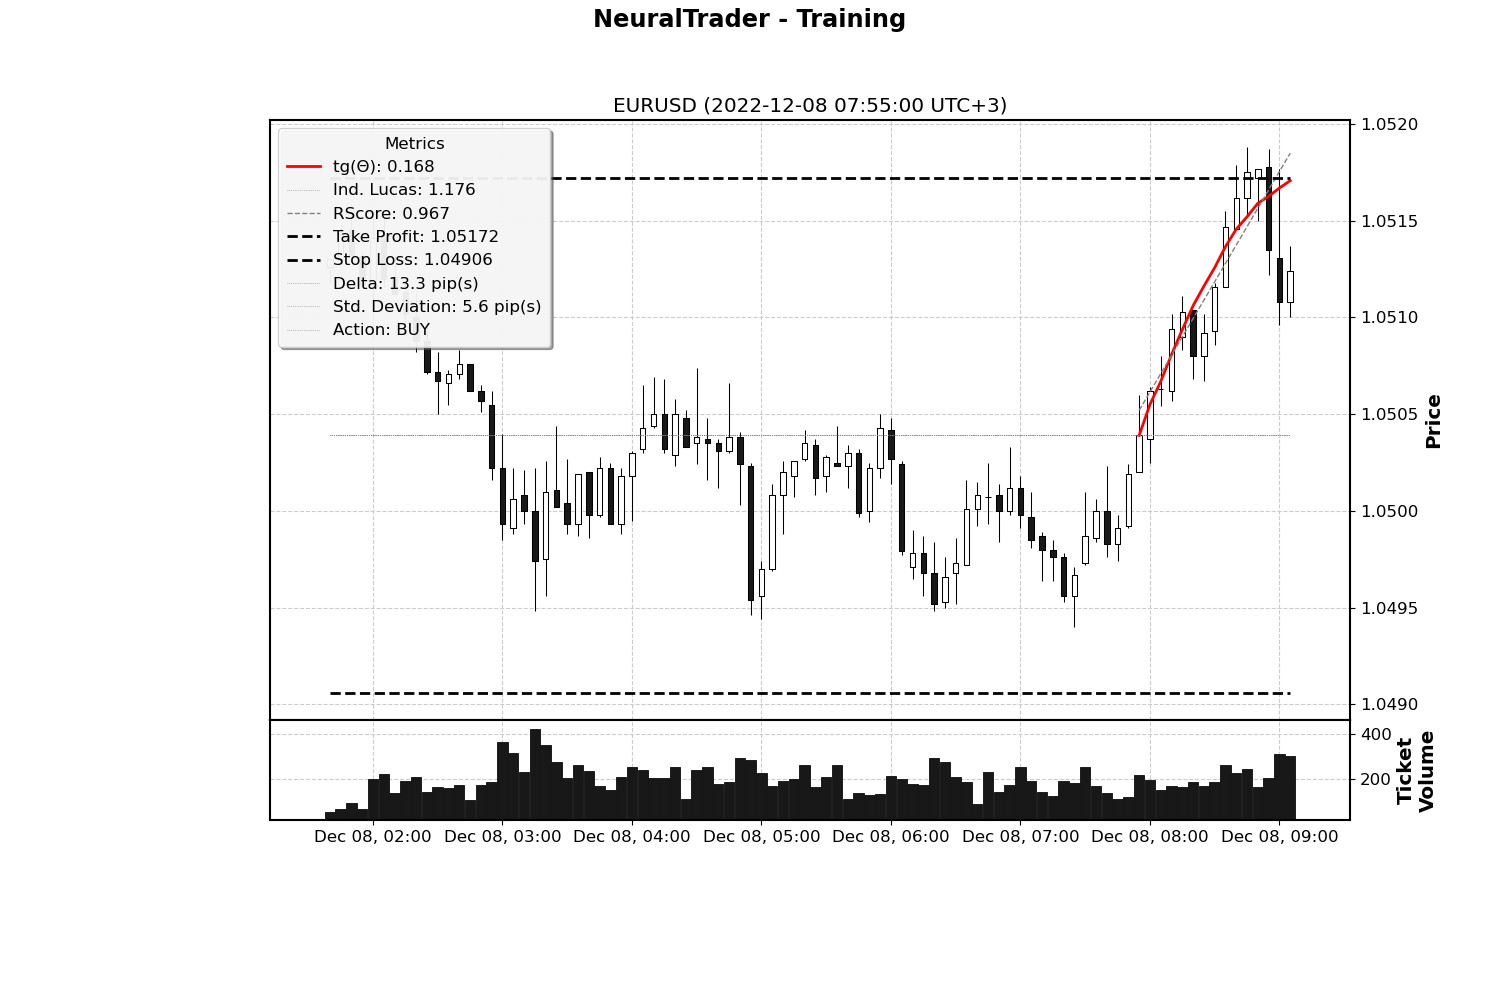 NeuralTrader - Training
EURUSD (2022-12-08 07:55:00 UTC+3)
Metrics
tg(Θ): 0.168
Ind. Lucas: 1.176
RScore: 0.967
Take Profit: 1.05172
Stop Loss: 1.04906
Delta: 13.3 pip(s)
Std. Deviation: 5.6 pip(s)
Action: BUY
1.0520
1.0515
1.0510
1.0505
1.0500
1.0495
1.0490
Price
400
200
Ticket
Volume
Dec 08, 02:00 Dec 08, 03:00 Dec 08, 04:00 Dec 08, 05:00 Dec 08, 06:00 Dec 08, 07:00 Dec 08, 08:00 Dec 08, 09:00